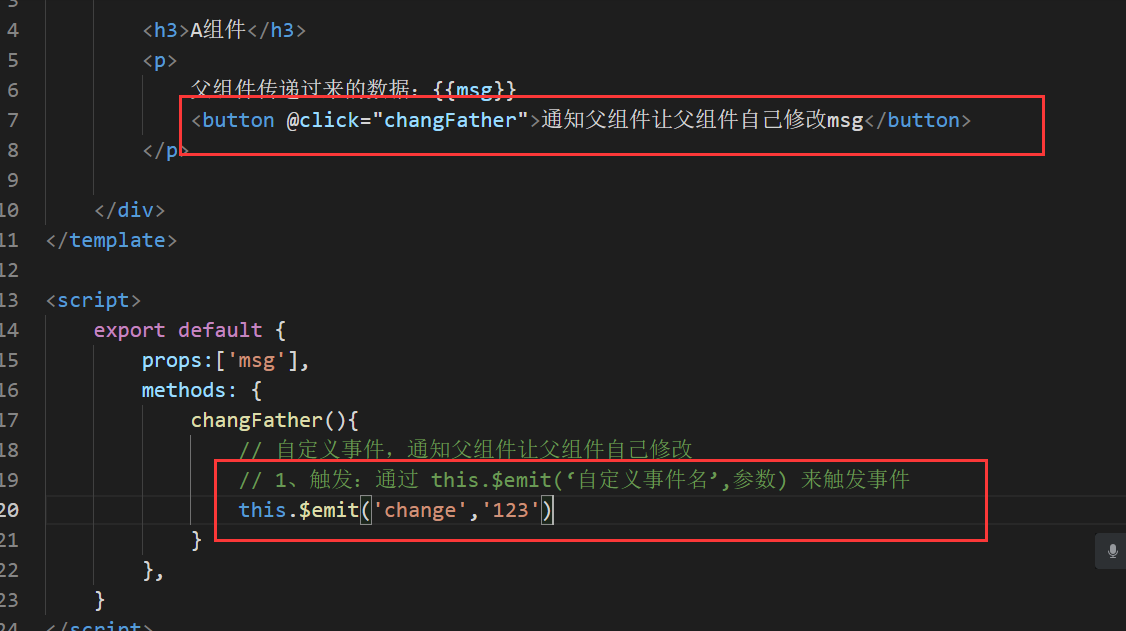 3
4 <h3>A组件</h3>
5 <p>
6 父组件传递过来的数据：{{msg}}
7 <button @click="changFather">通知父组件让父组件自己修改msg</button>
8 </p>
9
10 </div>
11 </template>
12
13 <script>
14 export default {
15 props:['msg'],
16 methods: {
17 changFather(){
18 // 自定义事件，通知父组件让父组件自己修改
19 // 1、触发：通过 this.$emit(‘自定义事件名’,参数) 来触发事件
20 this.$emit('change','123')
21 }
22 },
23 }
24 </script>